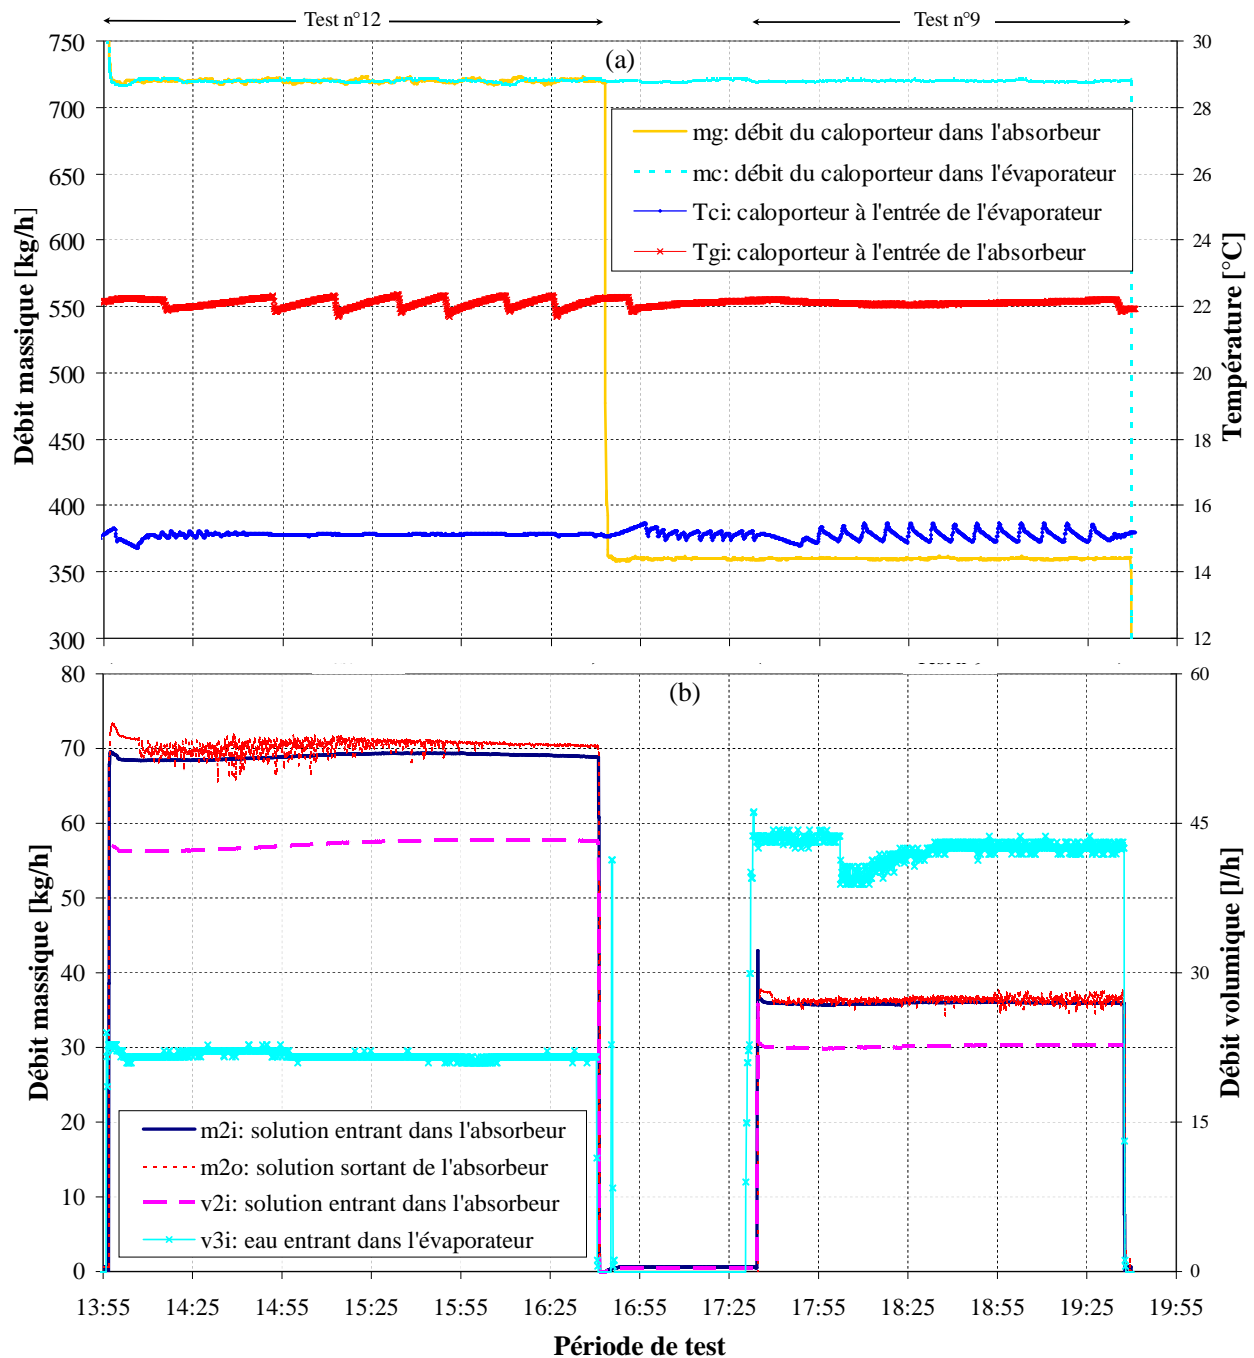 Test n°12
Test n°9
(a)
750
700
650
600
550
500
450
400
350
300
Débit massique [kg/h]
30
28
26
24
22
20
18
16
14
12
Température [°C]
mg: débit du caloporteur dans l'absorbeur
mc: débit du caloporteur dans l'évaporateur
Tci: caloporteur à l'entrée de l'évaporateur
Tgi: caloporteur à l'entrée de l'absorbeur
(b)
80
70
60
50
40
30
20
10
0
Débit massique [kg/h]
60
45
30
15
0
Débit volumique [l/h]
m2i: solution entrant dans l'absorbeur
m2o: solution sortant de l'absorbeur
v2i: solution entrant dans l'absorbeur
v3i: eau entrant dans l'évaporateur
13:55 14:25 14:55 15:25 15:55 16:25 16:55 17:25 17:55 18:25 18:55 19:25 19:55
Période de test